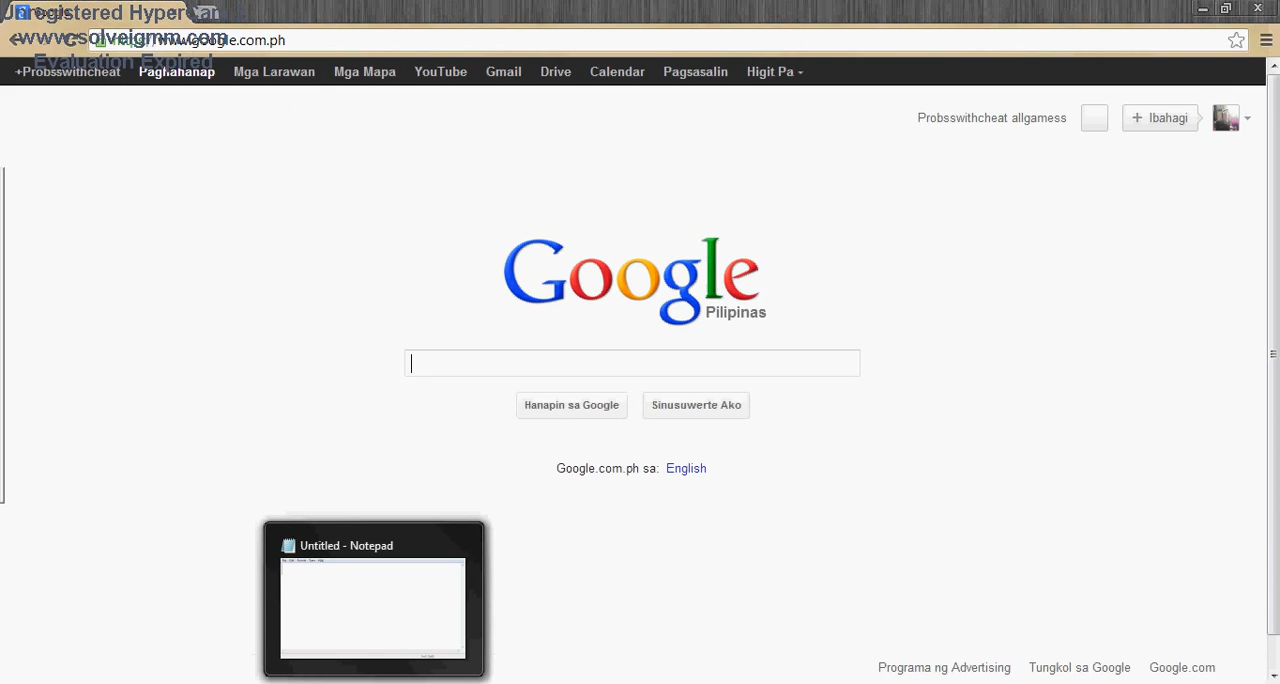 Unregistered HyperCam
www.solveigmm.com
Evaluation Expired
www.google.com.ph
+Probsswithcheat Paghahanap Mga Larawan Mga Mapa YouTube Gmail Drive Calendar Pagsasalin Higit Pa
Probsswithcheat allgamess + Ibahagi
Google
Pilipinas
Hanapin sa Google Sinusuwerte Ako
Google.com.ph sa: English
Untitled - Notepad
Programa ng Advertising Tungkol sa Google Google.com